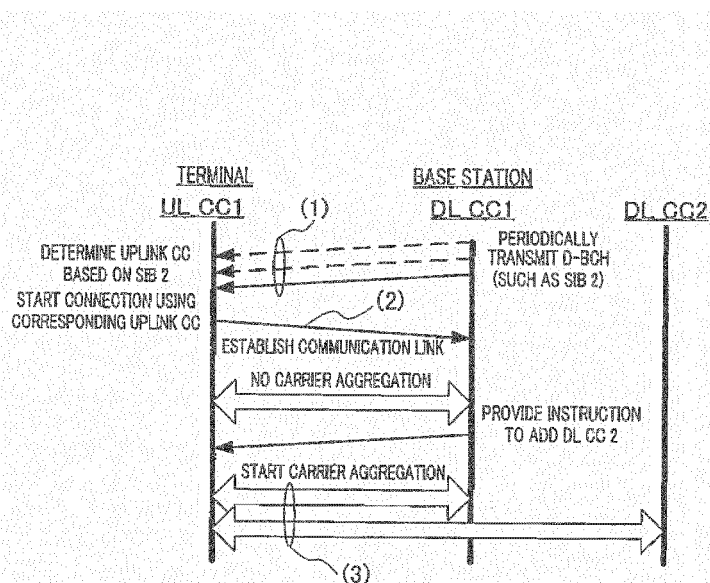 TERMINAL
BASE STATION
UL CC1
(1)
DL CC1
DL CC2
DETERMINE UPLINK CC
BASED ON SIB 2
PERIODICALLY
TRANSMIT D-BCH
(SUCH AS SIB 2)
START CONNECTION USING
CORRESPONDING UPLINK CC
(2)
ESTABLISH COMMUNICATION LINK
NO CARRIER AGGREGATION
PROVIDE INSTRUCTION
TO ADD DL CC 2
START CARRIER AGGREGATION
(3)